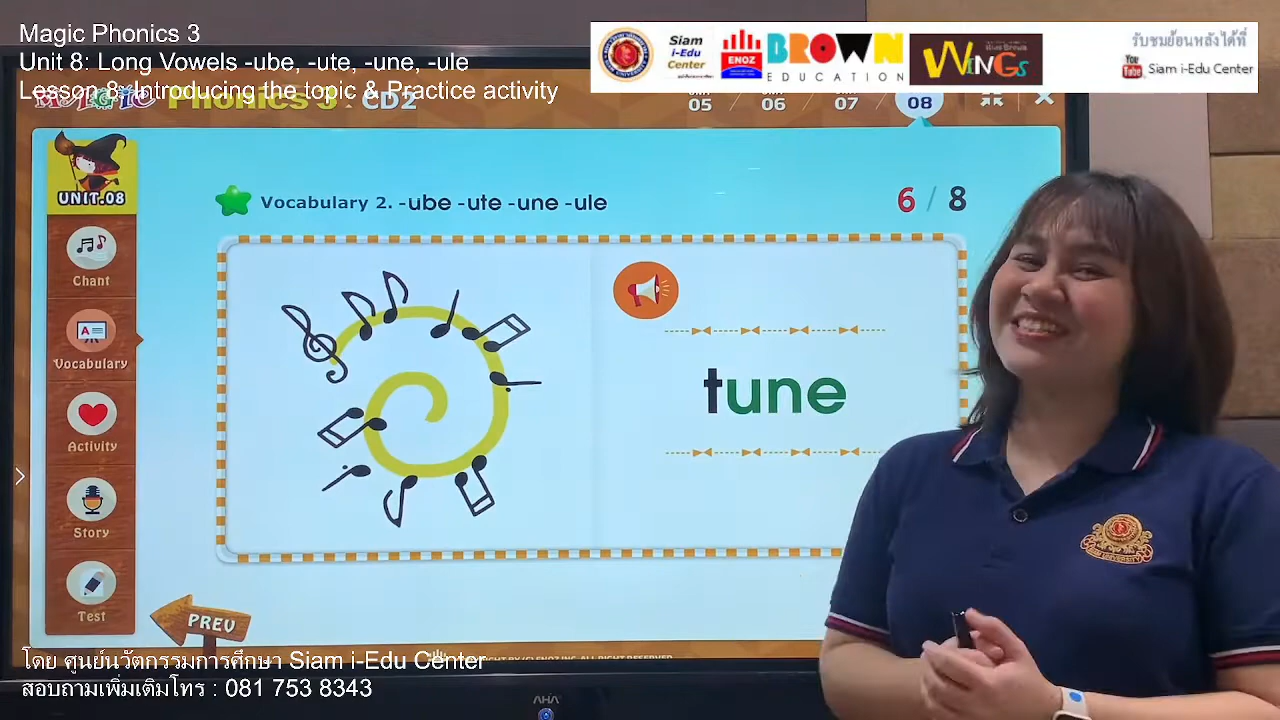 Magic Phonics 3
Unit 8: Long Vowels -ube, -ute, -une, -ule
Lesson 8: Introducing the topic & Practice activity
Siam
i-Edu
Center
ENOZ
BROWN
EDUCATION
WINGS
รับชมย้อนหลังได้ที่
You Tube Siam i-Edu Center
Phonics 3 CD2
05 / 06 / 07 / 08
UNIT.08
Vocabulary 2. -ube -ute -une -ule
6 / 8
Chant
Vocabulary
Activity
Story
Test
tune
PREV
โดย ศูนย์นวัตกรรมการศึกษา Siam i-Edu Center
สอบถามเพิ่มเติมโทร : 081 753 8343
AHA